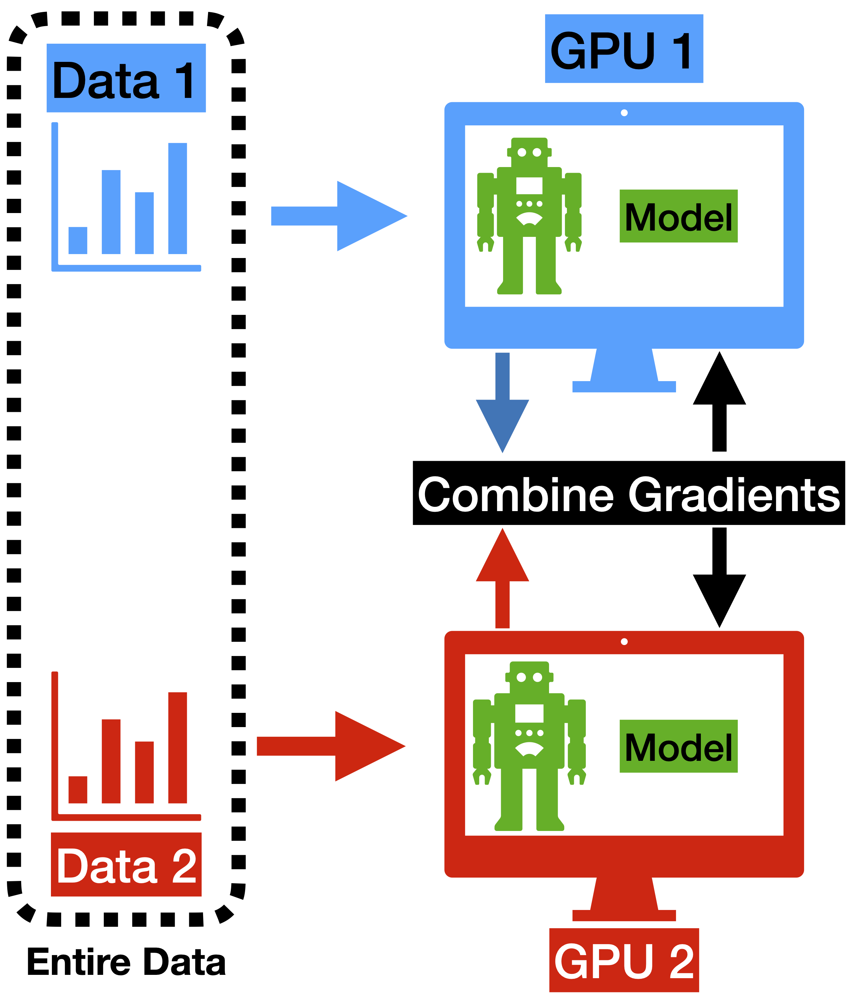 Data 1
GPU 1
Model
Combine Gradients
Model
Data 2
Entire Data
GPU 2